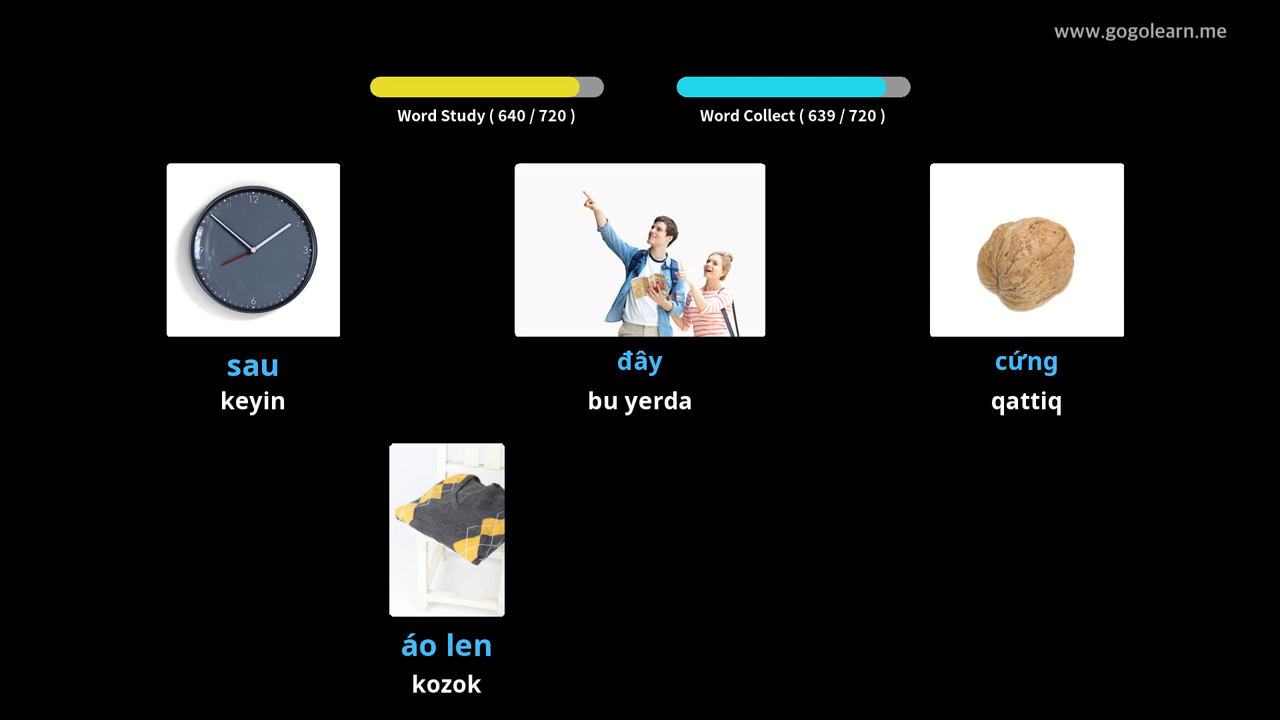 www.gogolearn.me
Word Study ( 640 / 720 )
Word Collect ( 639 / 720 )
sau
keyin
đây
bu yerda
cứng
qattiq
áo len
kozok